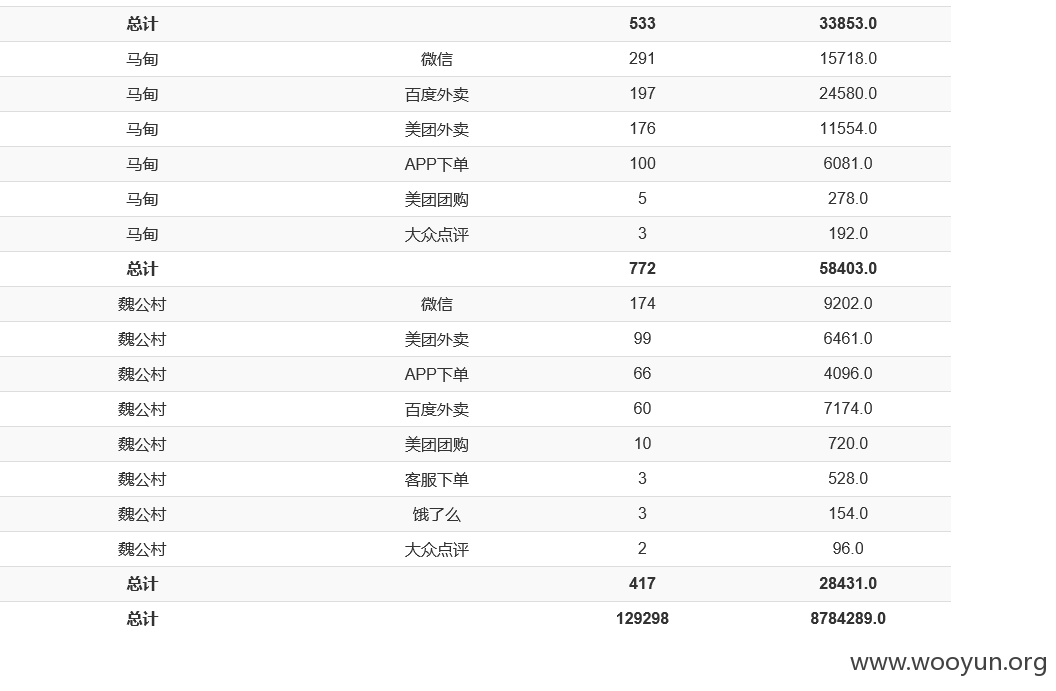 总计 533 33853.0
马甸 微信 291 15718.0
马甸 百度外卖 197 24580.0
马甸 美团外卖 176 11554.0
马甸 APP下单 100 6081.0
马甸 美团团购 5 278.0
马甸 大众点评 3 192.0
总计 772 58403.0
魏公村 微信 174 9202.0
魏公村 美团外卖 99 6461.0
魏公村 APP下单 66 4096.0
魏公村 百度外卖 60 7174.0
魏公村 美团团购 10 720.0
魏公村 客服下单 3 528.0
魏公村 饿了么 3 154.0
魏公村 大众点评 2 96.0
总计 417 28431.0
总计 129298 8784289.0
www.wooyun.org